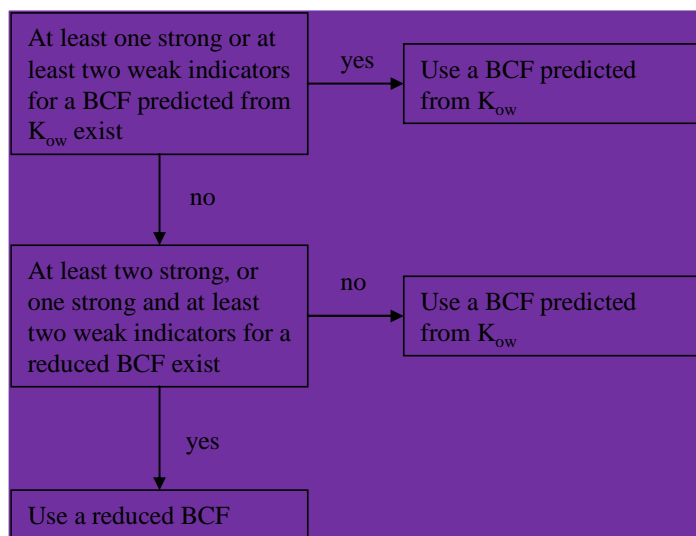 At least one strong or at
least two weak indicators
for a BCF predicted from
Kow exist
yes
Use a BCF predicted
from Kow
no
At least two strong, or
one strong and at least
two weak indicators for a
reduced BCF exist
no
Use a BCF predicted
from Kow
yes
Use a reduced BCF